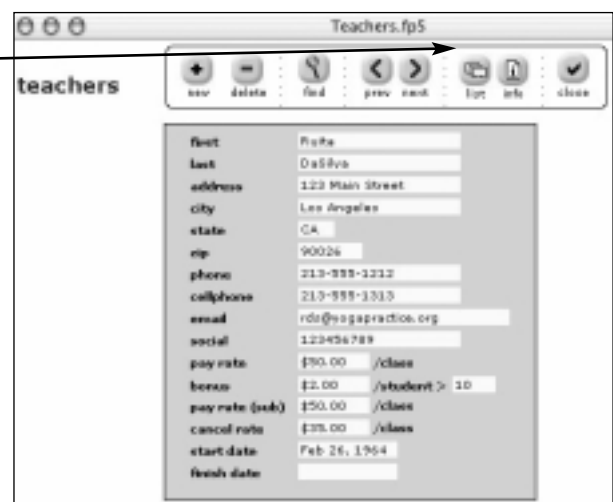 Teachers.fp5
teachers
new delete find prev next list info close
first
last DaSilva
address 123 Main Street
city Los Angeles
state CA
zip 90026
phone 213-555-1212
cellphone 213-555-1313
email rds@yogapractice.org
social 123456789
pay rate $50.00 /class
bonus $2.00 /student > 10
pay rate (sub) $50.00 /class
cancel rate $35.00 /class
start date Feb 26, 1964
finish date